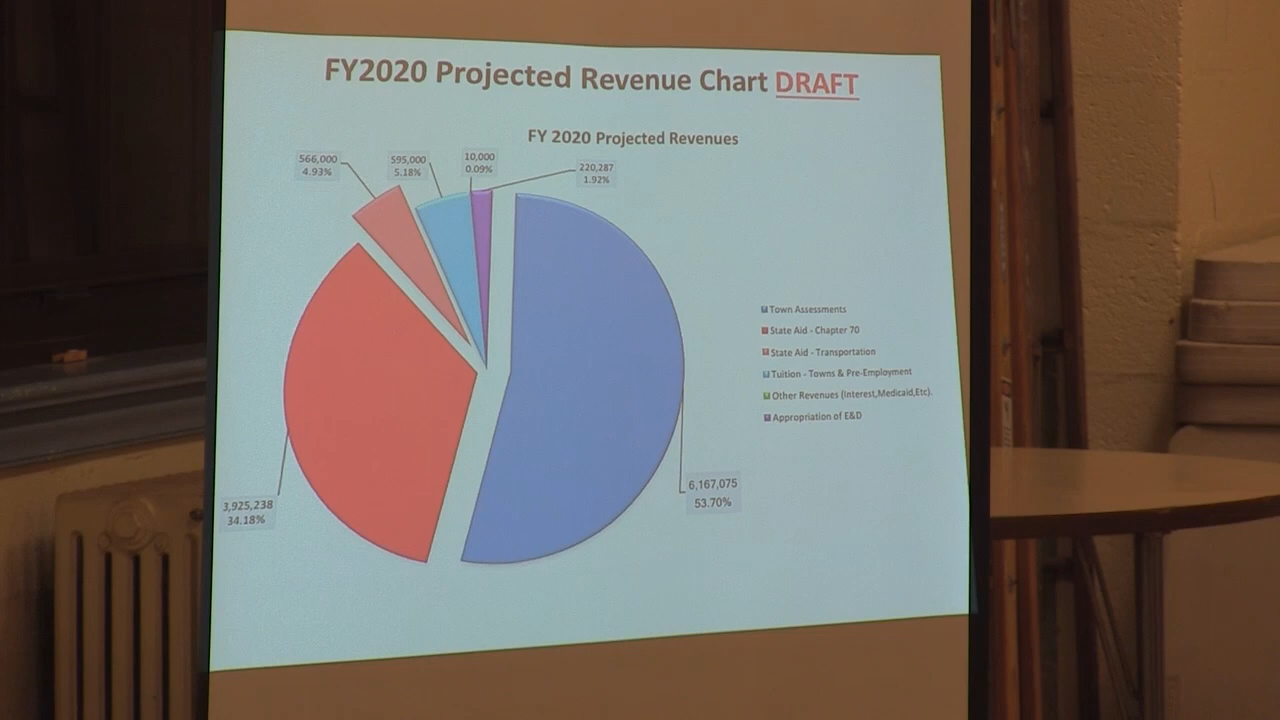 FY2020 Projected Revenue Chart DRAFT
FY 2020 Projected Revenues
566,000
4.93%
595,000
5.18%
10,000
0.09%
220,287
1.92%
Town Assessments
State Aid - Chapter 70
State Aid - Transportation
Tuition - Towns & Pre-Employment
Other Revenues (Interest,Medicaid,Etc).
Appropriation of E&D
3,925,238
34.18%
6,167,075
53.70%